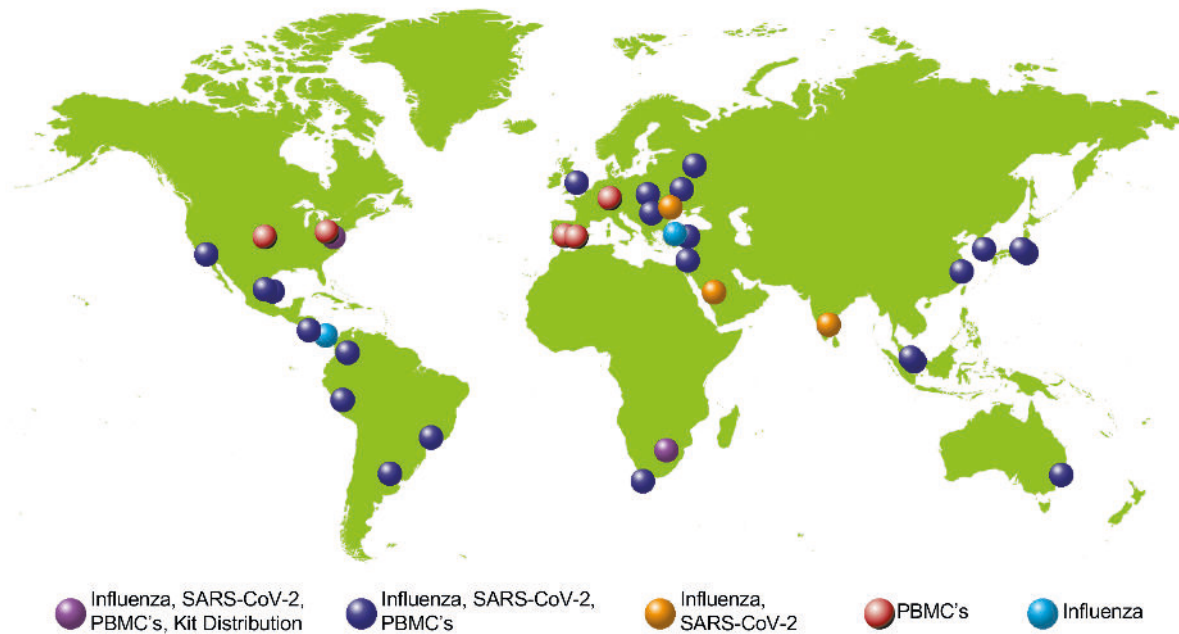 Influenza, SARS-CoV-2,
PBMC's, Kit Distribution
Influenza, SARS-CoV-2,
PBMC's
Influenza,
SARS-CoV-2
PBMC's
Influenza